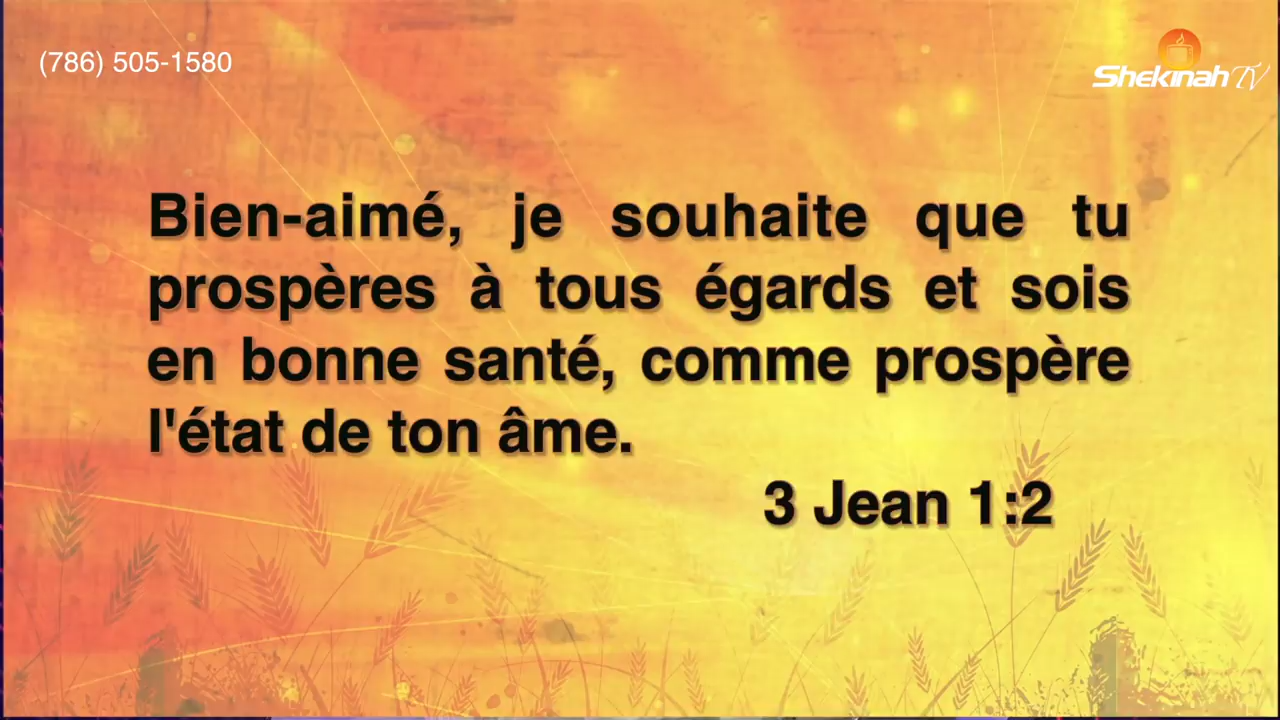 (786) 505-1580
Shekinah TV
Bien-aimé, je souhaite que tu
prospères à tous égards et sois
en bonne santé, comme prospère
l'état de ton âme.
3 Jean 1:2